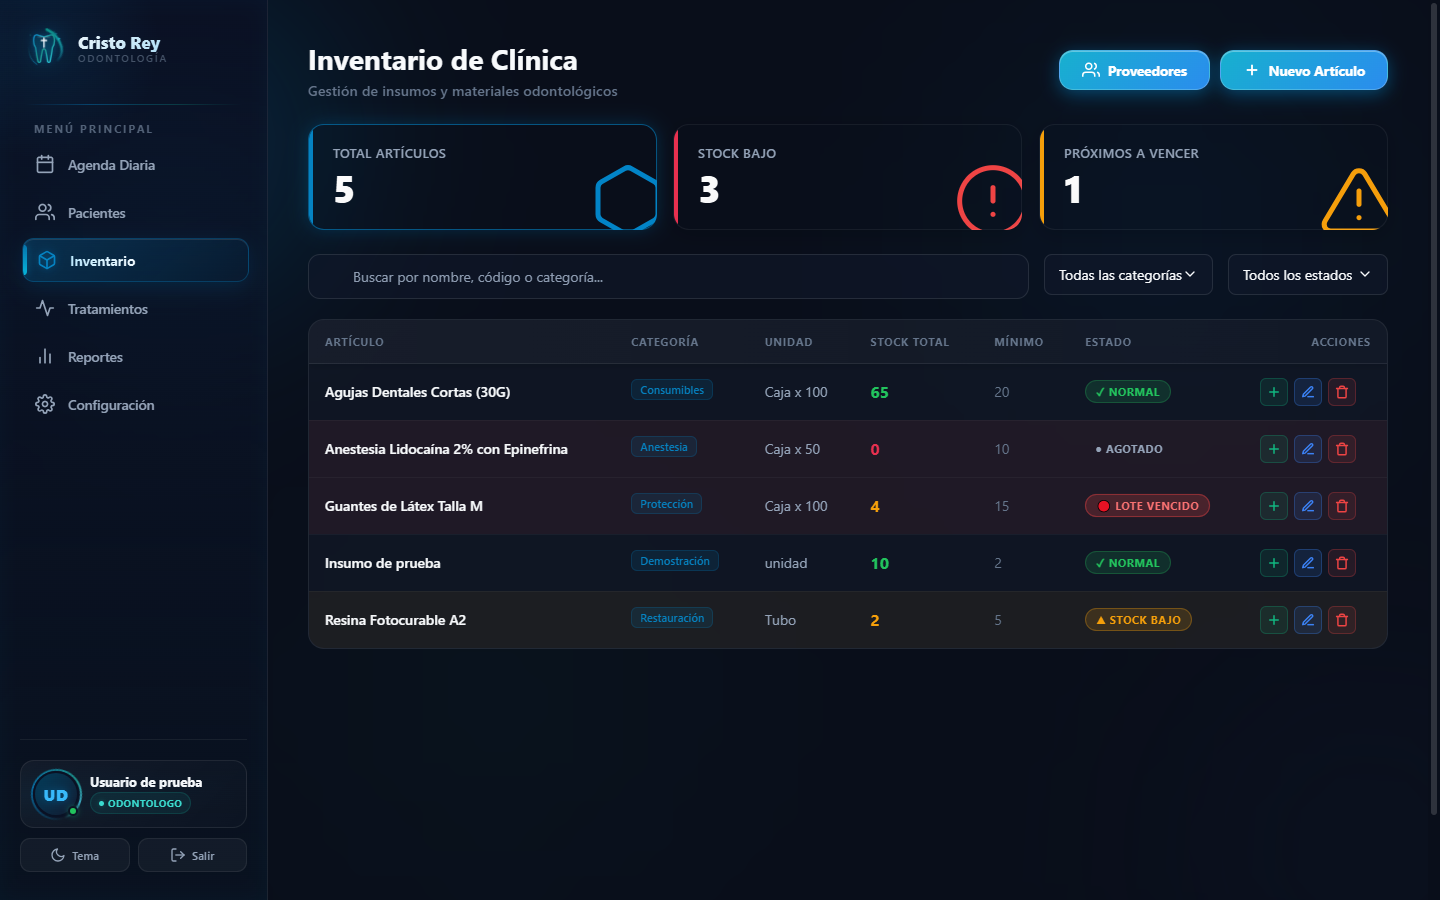 Cristo Rey
ODONTOLOGÍA
MENÚ PRINCIPAL
Agenda Diaria
Pacientes
Inventario
Tratamientos
Reportes
Configuración
UD
Usuario de prueba
ODONTOLOGO
Tema
Salir
Inventario de Clínica
Gestión de insumos y materiales odontológicos
Proveedores
Nuevo Artículo
TOTAL ARTÍCULOS
5
STOCK BAJO
3
PRÓXIMOS A VENCER
1
Buscar por nombre, código o categoría...
Todas las categorías
Todos los estados
ARTÍCULO CATEGORÍA UNIDAD STOCK TOTAL MÍNIMO ESTADO ACCIONES
Agujas Dentales Cortas (30G) Consumibles Caja x 100 65 20 ✓ NORMAL
Anestesia Lidocaína 2% con Epinefrina Anestesia Caja x 50 0 10 ● AGOTADO
Guantes de Látex Talla M Protección Caja x 100 4 15 🔴 LOTE VENCIDO
Insumo de prueba Demostración unidad 10 2 ✓ NORMAL
Resina Fotocurable A2 Restauración Tubo 2 5 ▲ STOCK BAJO